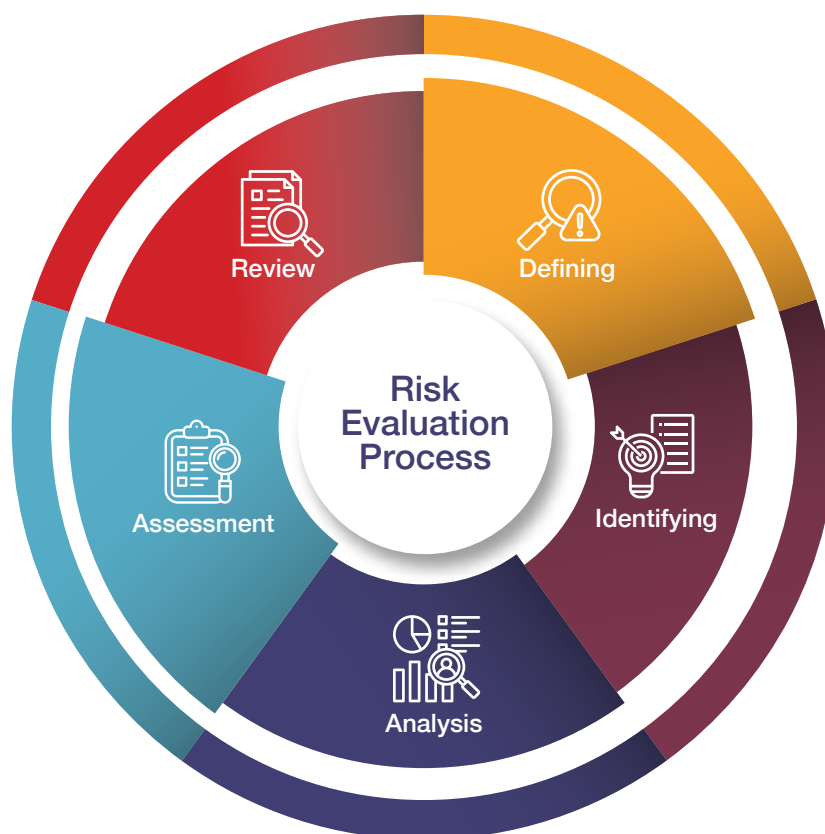 Risk
Evaluation
Process
Defining
Identifying
Analysis
Assessment
Review